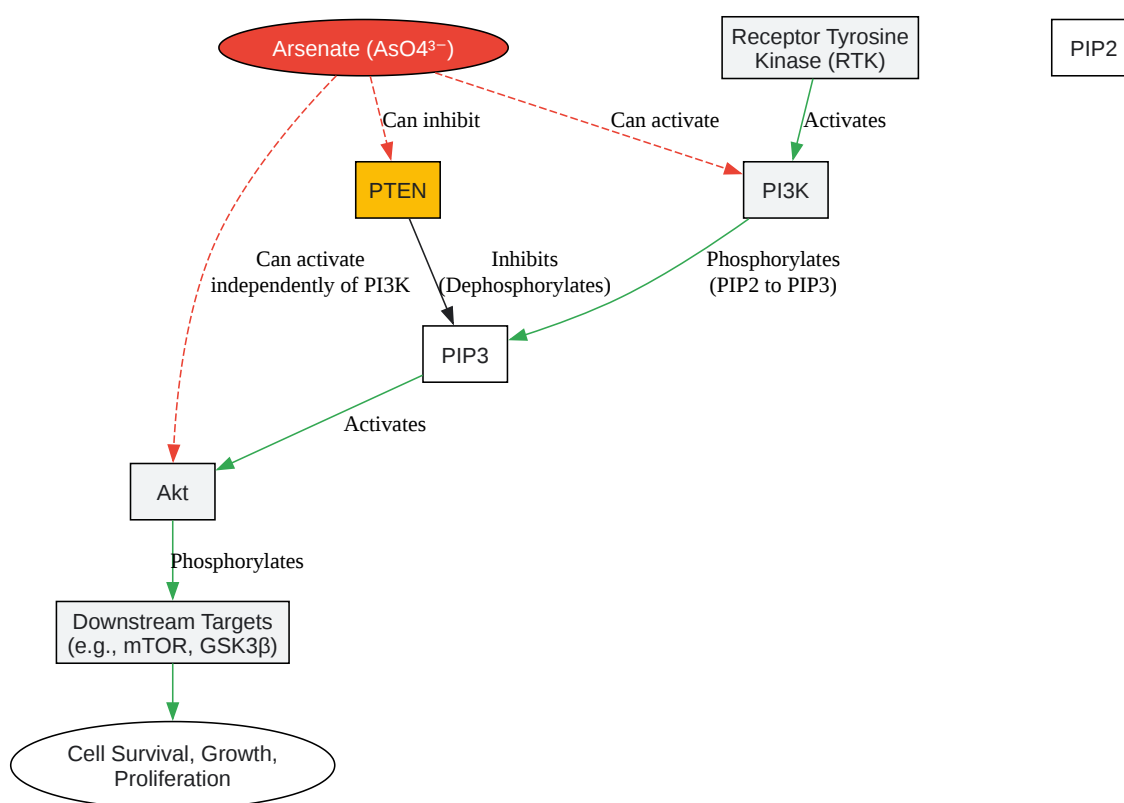 Arsenate (AsO4³⁻)
Receptor Tyrosine
Kinase (RTK)
PIP2
Can inhibit
Can activate
Activates
PTEN
PI3K
Can activate
independently of PI3K
Inhibits
(Dephosphorylates)
Phosphorylates
(PIP2 to PIP3)
PIP3
Activates
Akt
Phosphorylates
Downstream Targets
(e.g., mTOR, GSK3β)
Cell Survival, Growth,
Proliferation